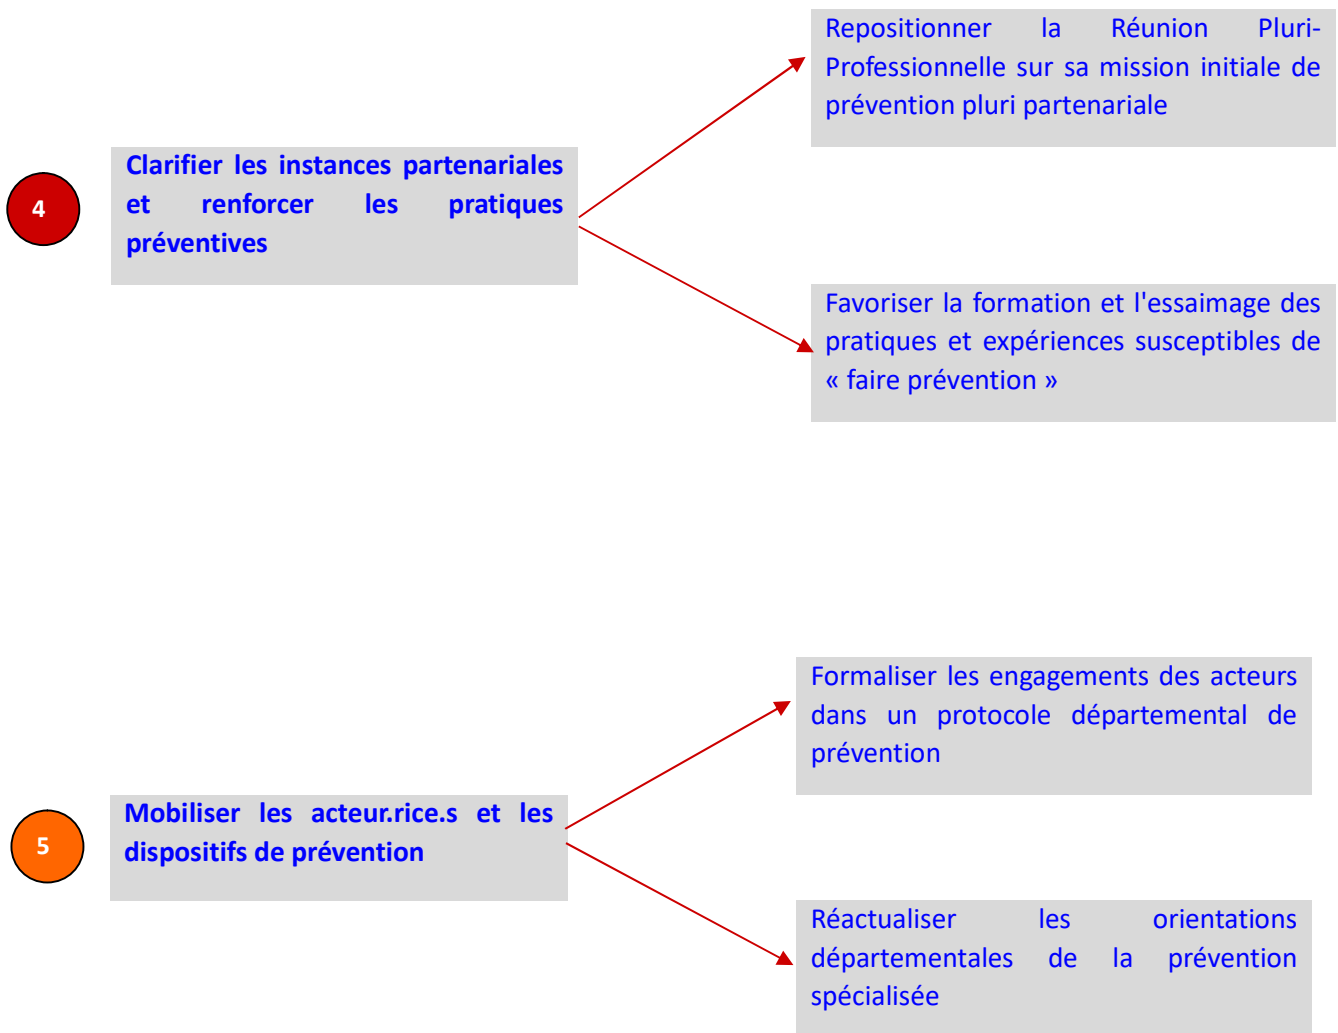 Repositionner la Réunion Pluri-
Professionnelle sur sa mission initiale de
prévention pluri partenariale
4
Clarifier les instances partenariales
et renforcer les pratiques
préventives
Favoriser la formation et l'essaimage des
pratiques et expériences susceptibles de
« faire prévention »
Formaliser les engagements des acteurs
dans un protocole départemental de
prévention
5
Mobiliser les acteur.rice.s et les
dispositifs de prévention
Réactualiser les orientations
départementales de la prévention
spécialisée